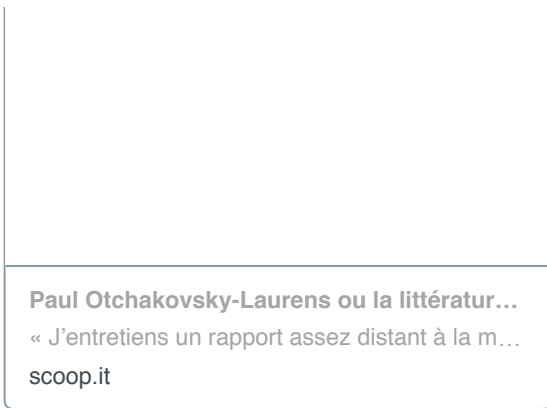 Paul Otchakovsky-Laurens ou la littératur…
« J’entretiens un rapport assez distant à la m…
scoop.it